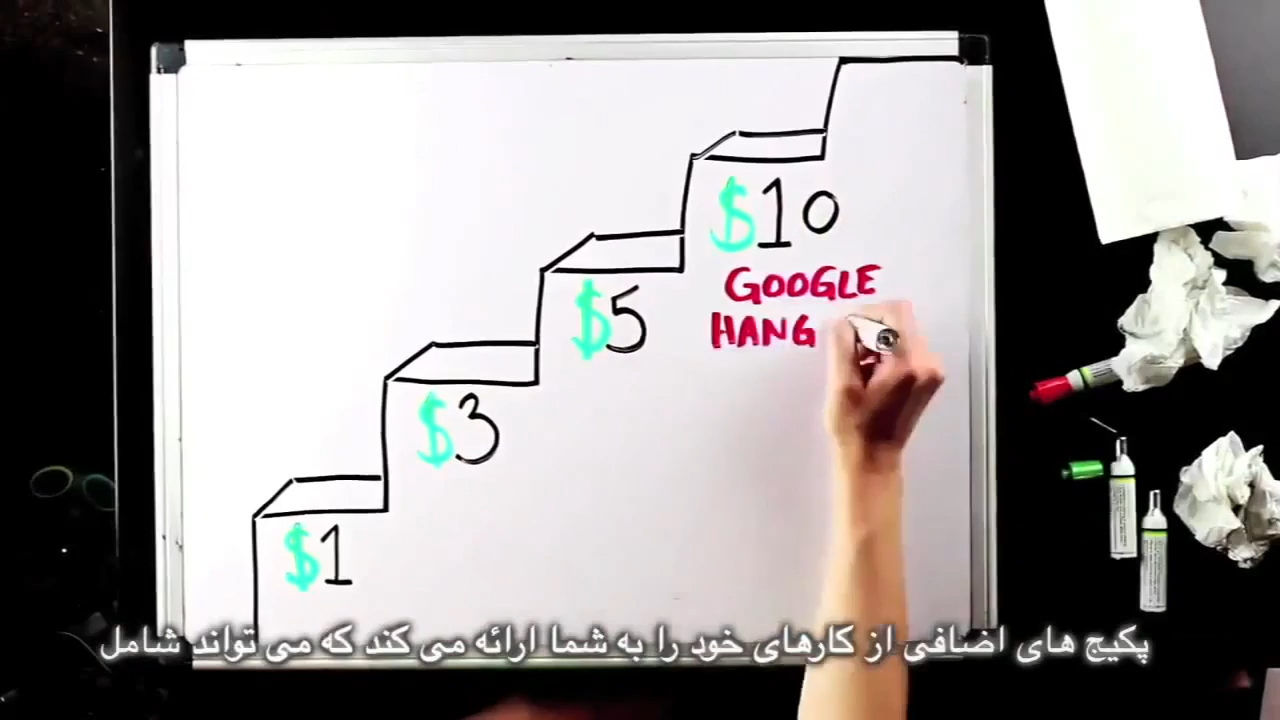 $10
GOOGLE
HANG
$5
$3
$1
پکیج های اضافی از کارهای خود را به شما ارائه می کند که می تواند شامل